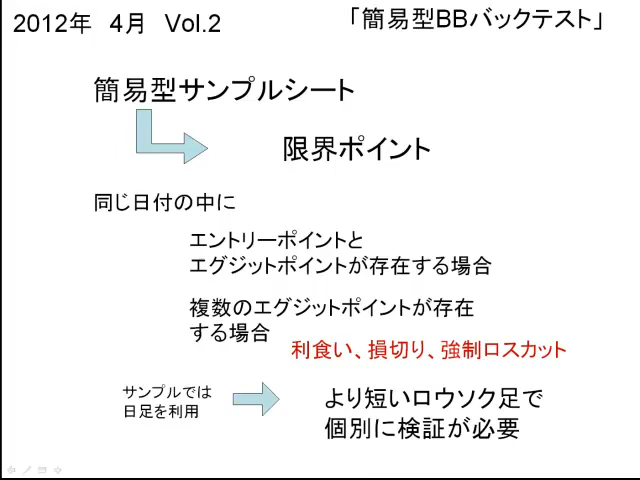 2012年　4月　Vol.2
「簡易型BBバックテスト」
簡易型サンプルシート
限界ポイント
同じ日付の中に
エントリーポイントと
エグジットポイントが存在する場合
複数のエグジットポイントが存在
する場合
利食い、損切り、強制ロスカット
サンプルでは
日足を利用
より短いロウソク足で
個別に検証が必要